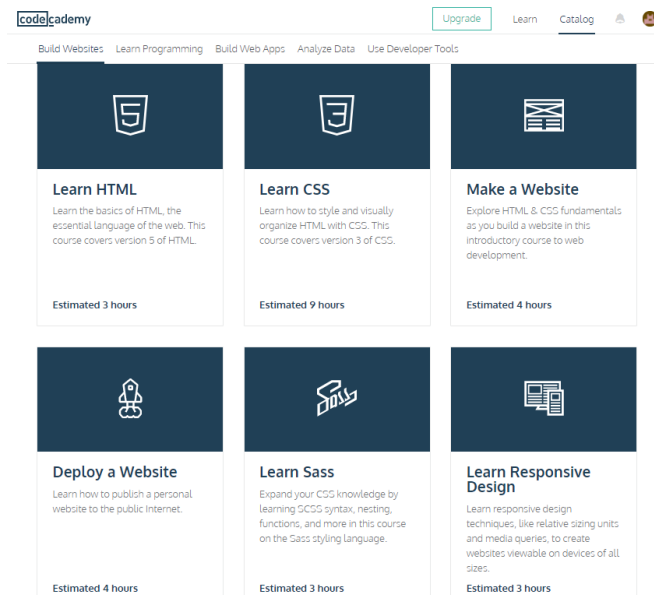 codecademy
Upgrade Learn Catalog
Build Websites Learn Programming Build Web Apps Analyze Data Use Developer Tools
5
3
Learn HTML
Learn the basics of HTML, the
essential language of the web. This
course covers version 5 of HTML.
Estimated 3 hours
Learn CSS
Learn how to style and visually
organize HTML with CSS. This
course covers version 3 of CSS.
Estimated 9 hours
Make a Website
Explore HTML & CSS fundamentals
as you build a website in this
introductory course to web
development.
Estimated 4 hours
Deploy a Website
Learn how to publish a personal
website to the public Internet.
Estimated 4 hours
Sass
Learn Sass
Expand your CSS knowledge by
learning SCSS syntax, nesting,
functions, and more in this course
on the Sass styling language.
Estimated 3 hours
Learn Responsive
Design
Learn responsive design
techniques, like relative sizing units
and media queries, to create
websites viewable on devices of all
sizes.
Estimated 3 hours